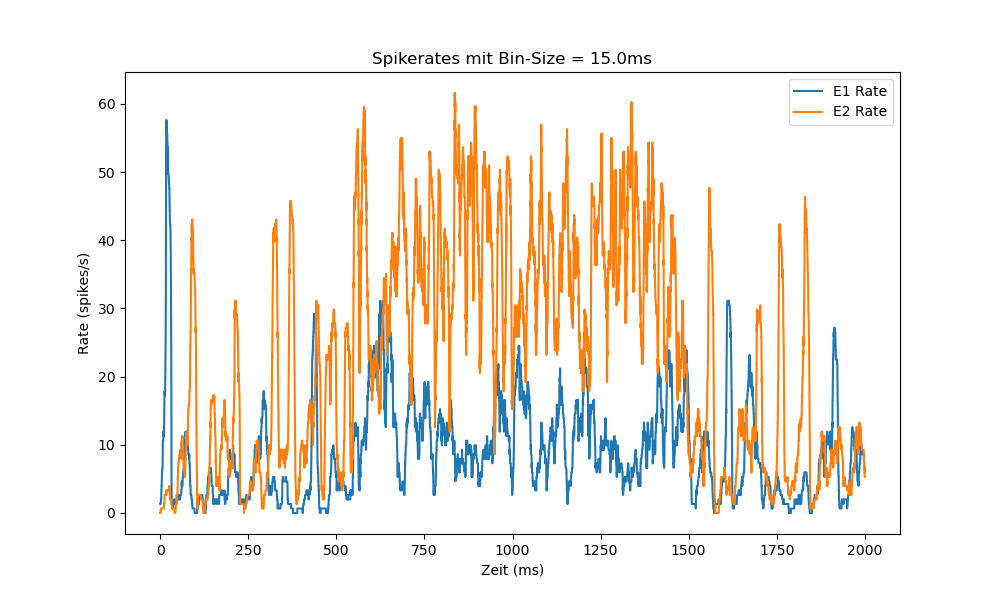 Spikerates mit Bin-Size = 15.0ms
E1 Rate
E2 Rate
Rate (spikes/s)
60
50
40
30
20
10
0
0 250 500 750 1000 1250 1500 1750 2000
Zeit (ms)